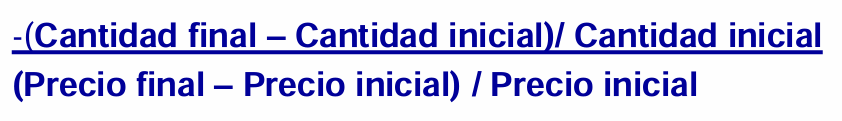 -(Cantidad final – Cantidad inicial)/ Cantidad inicial
(Precio final – Precio inicial) / Precio inicial